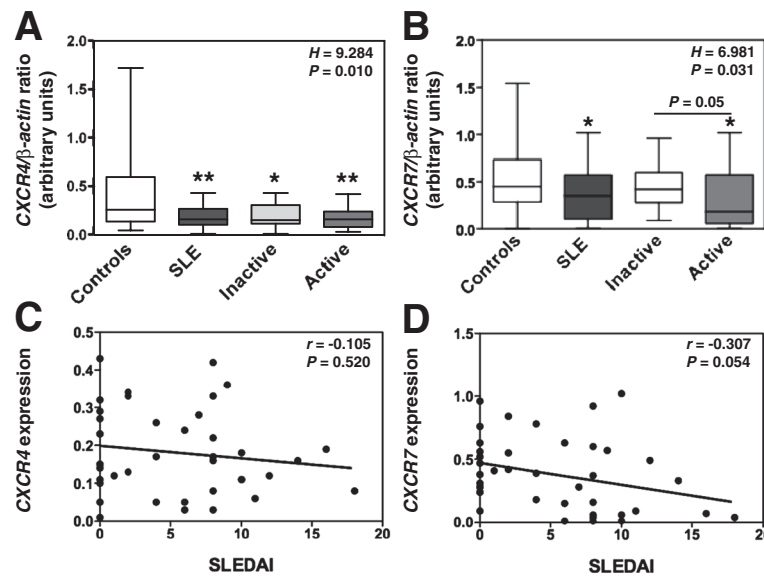 A
CXCR4/β-actin ratio
(arbitrary units)
2.0
1.5
1.0
0.5
0.0
H = 9.284
P = 0.010
**
*
**
Controls
SLE
Inactive
Active
B
CXCR7/β-actin ratio
(arbitrary units)
2.0
1.5
1.0
0.5
0.0
H = 6.981
P = 0.031
P = 0.05
*
*
Controls
SLE
Inactive
Active
C
CXCR4 expression
0.5
0.4
0.3
0.2
0.1
0.0
r = -0.105
P = 0.520
0
5
10
15
20
SLEDAI
D
CXCR7 expression
1.5
1.0
0.5
0.0
r = -0.307
P = 0.054
0
5
10
15
20
SLEDAI